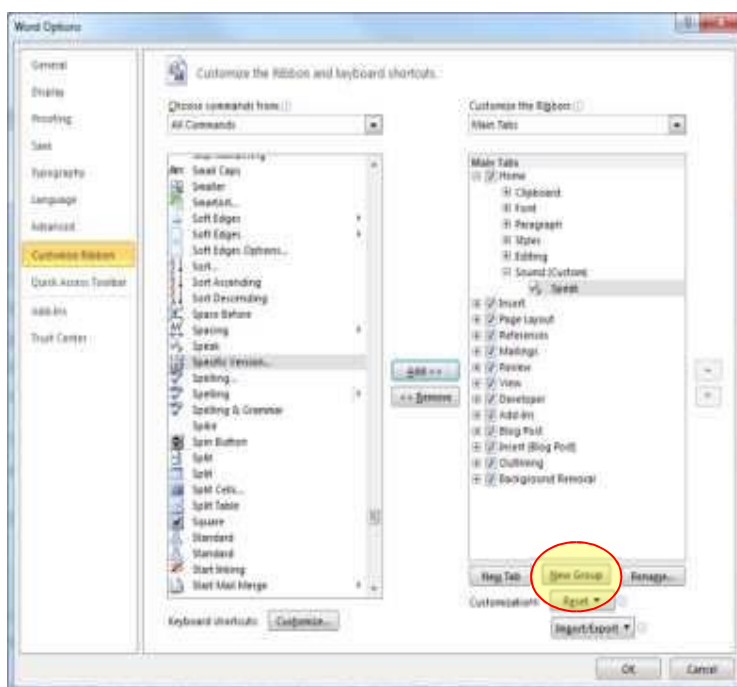 Word Options
General
Display
Proofing
Save
Typography
Language
Advanced
Customize Ribbon
Quick Access Toolbar
Add-Ins
Trust Center
Customize the Ribbon and keyboard shortcuts.
Choose commands from:
All Commands
Small Caps
Smaller
SmartArt...
Soft Edges
Soft Edges
Soft Edges Options...
Sort...
Sort Ascending
Sort Descending
Space Before
Spacing
Speak
Specific Version...
Spelling...
Spelling
Spelling & Grammar
Spike
Spin Button
Split
Split
Split Cells...
Split Table
Square
Standard
Standard
Start Inking
Start Mail Merge
Keyboard shortcuts: Customize...
Add >>
<< Remove
Customize the Ribbon:
Main Tabs
Main Tabs
Home
Clipboard
Font
Paragraph
Styles
Editing
Sound (Custom)
Speak
Insert
Page Layout
References
Mailings
Review
View
Developer
Add-Ins
Blog Post
Insert (Blog Post)
Outlining
Background Removal
New Tab New Group Rename...
Customizations: Reset
Import/Export
OK Cancel